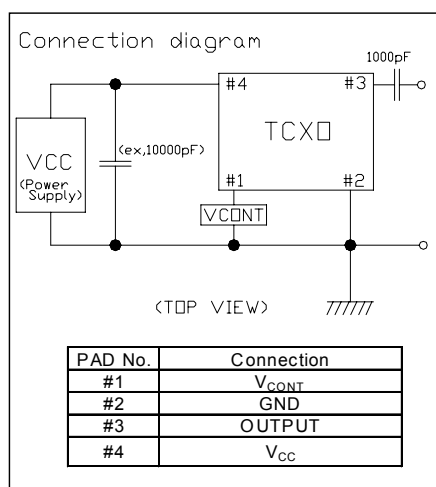 Connection diagram
1000pF
#4 #3
TCXO
(ex,10000pF)
VCC
(Power
Supply)
#1 #2
VCONT
(TOP VIEW)
PAD No. Connection
#1 VCONT
#2 GND
#3 OUTPUT
#4 VCC